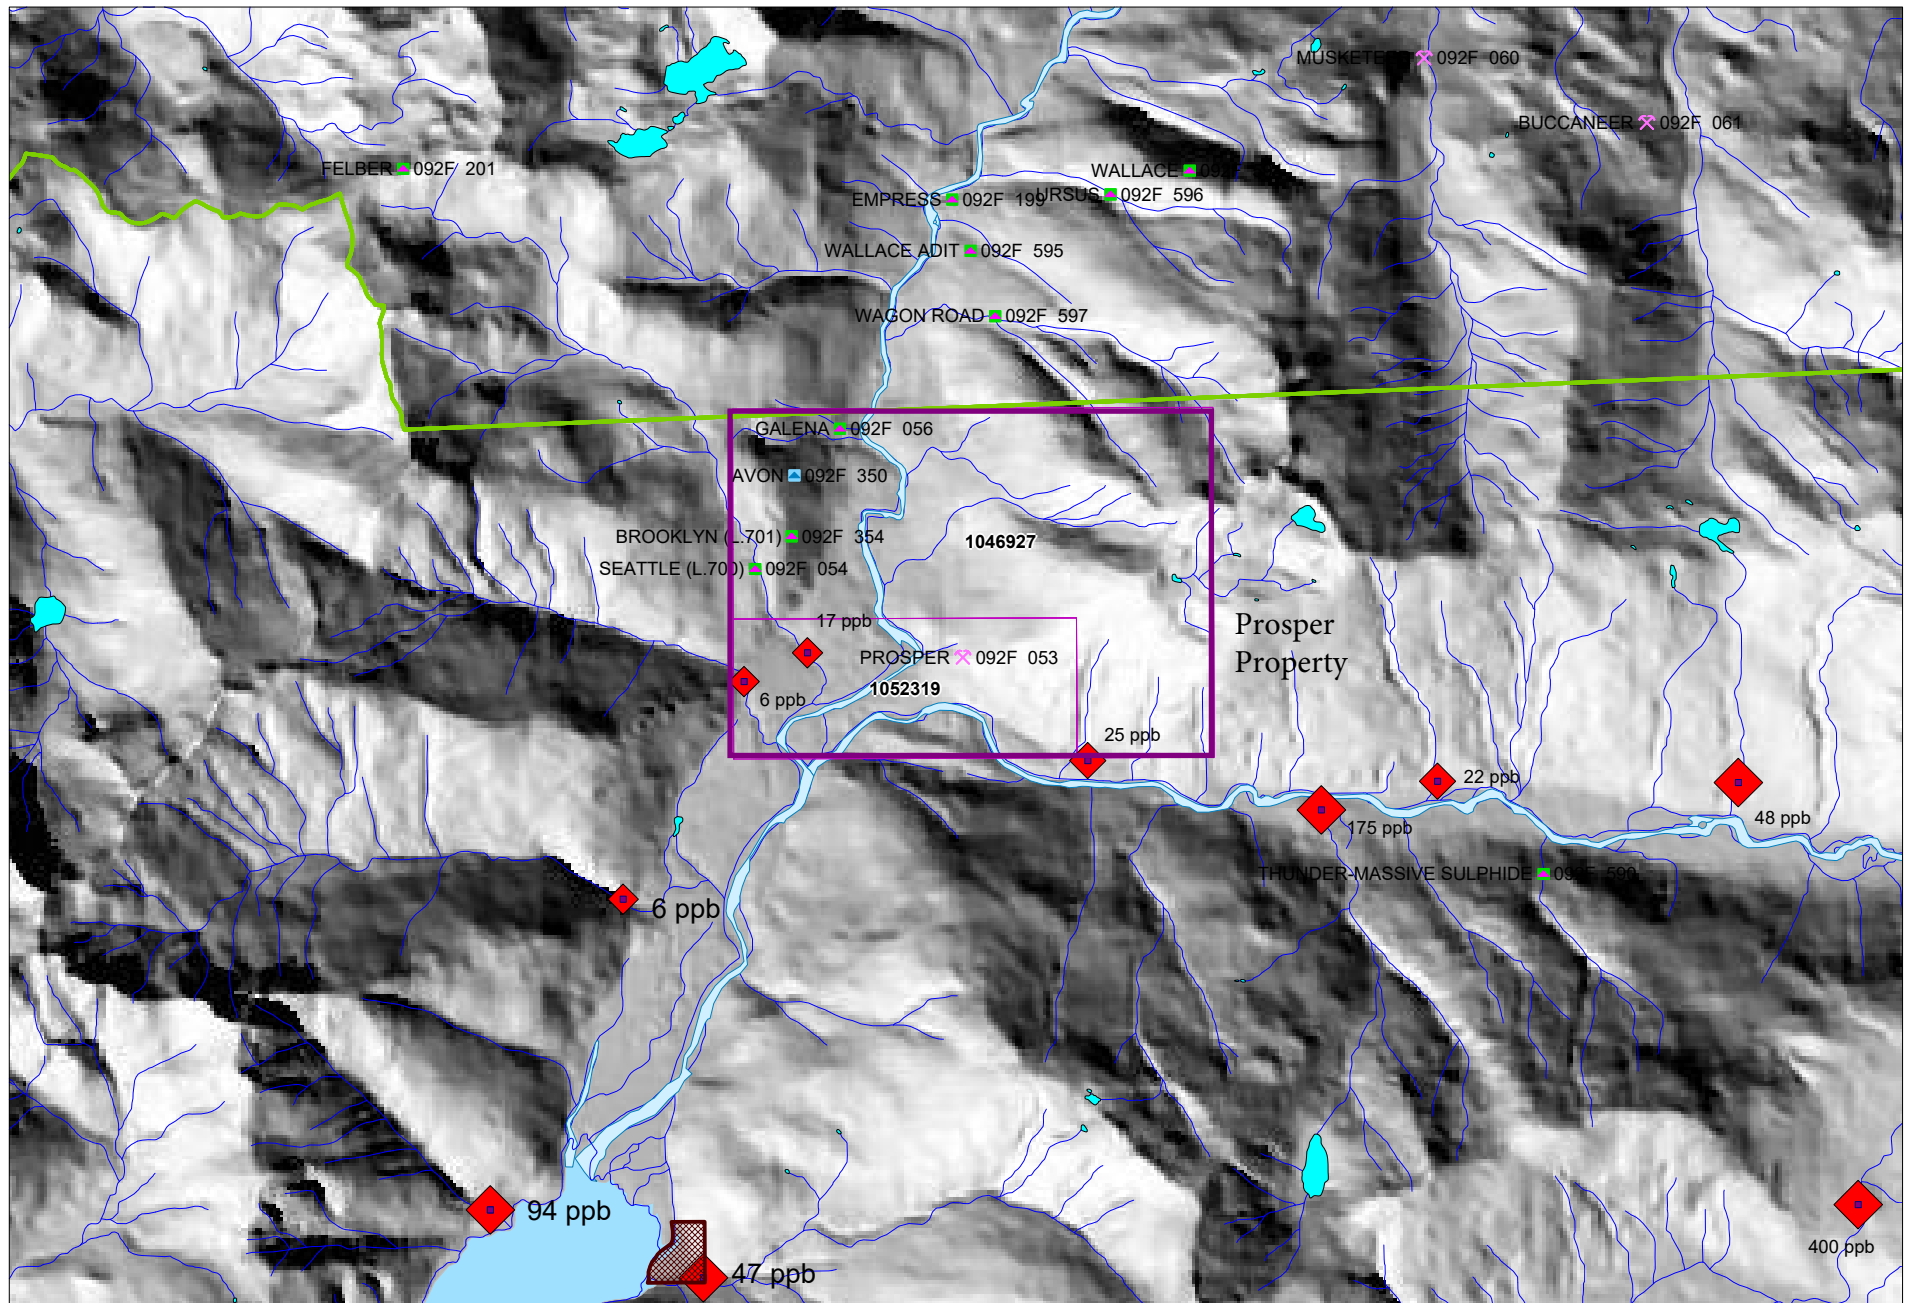 MUSKETEER 092F 060
BUCCANEER 092F 061
FELBER 092F 201
WALLACE
EMPRESS 092F 199
URSUS 092F 596
WALLACE ADIT 092F 595
WAGON ROAD 092F 597
GALENA 092F 056
AVON 092F 350
BROOKLYN (L.701) 092F 354
1046927
SEATTLE (L.700) 092F 054
17 ppb
Prosper
Property
PROSPER 092F 053
1052319
6 ppb
25 ppb
22 ppb
175 ppb
48 ppb
THUNDER-MASSIVE SULPHIDE
6 ppb
94 ppb
400 ppb
47 ppb